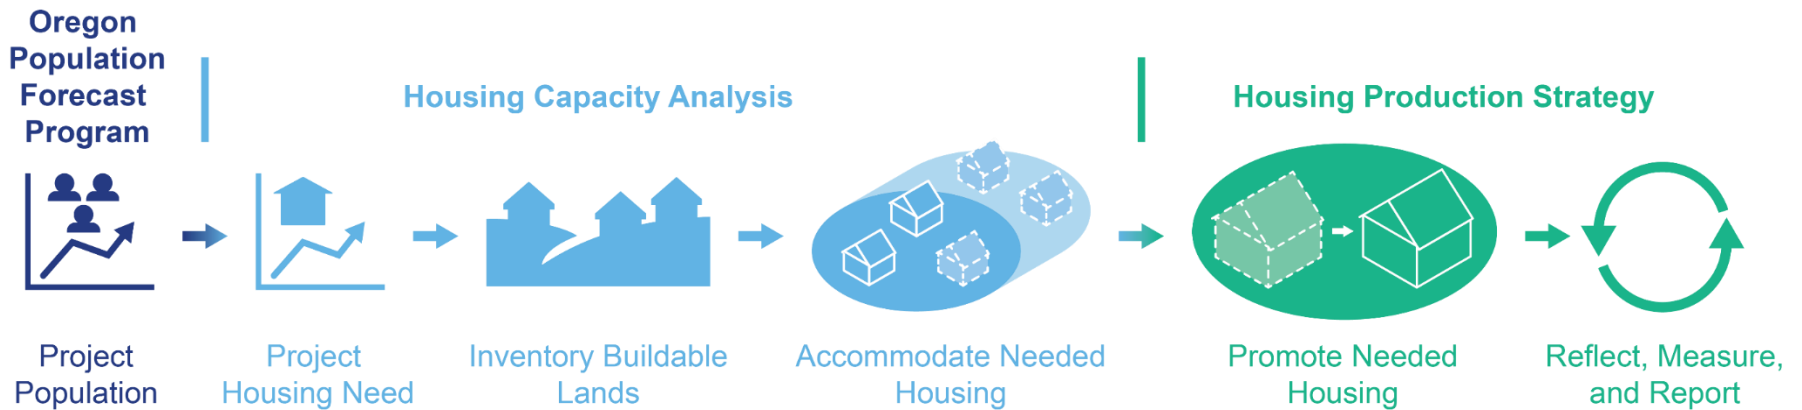 Oregon
Population
Forecast
Program
Housing Capacity Analysis
Housing Production Strategy
Project
Population
Project
Housing Need
Inventory Buildable
Lands
Accommodate Needed
Housing
Promote Needed
Housing
Reflect, Measure,
and Report